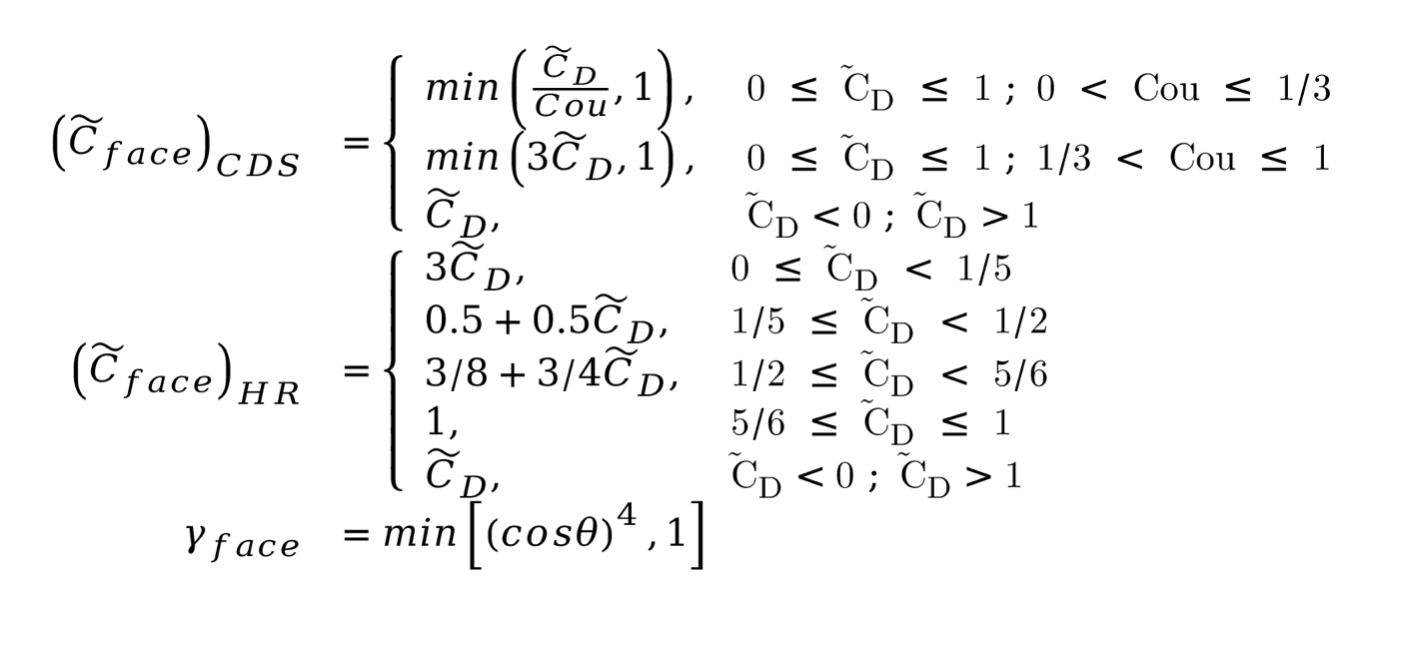 (C̃_face)_CDS = { min(C̃_D/Cou, 1), 0 ≤ C̃_D ≤ 1 ; 0 < Cou ≤ 1/3
min(3C̃_D, 1), 0 ≤ C̃_D ≤ 1 ; 1/3 < Cou ≤ 1
C̃_D, C̃_D < 0 ; C̃_D > 1
(C̃_face)_HR = { 3C̃_D, 0 ≤ C̃_D < 1/5
0.5 + 0.5C̃_D, 1/5 ≤ C̃_D < 1/2
3/8 + 3/4C̃_D, 1/2 ≤ C̃_D < 5/6
1, 5/6 ≤ C̃_D ≤ 1
C̃_D, C̃_D < 0 ; C̃_D > 1
γ_face = min[(cosθ)^4, 1]